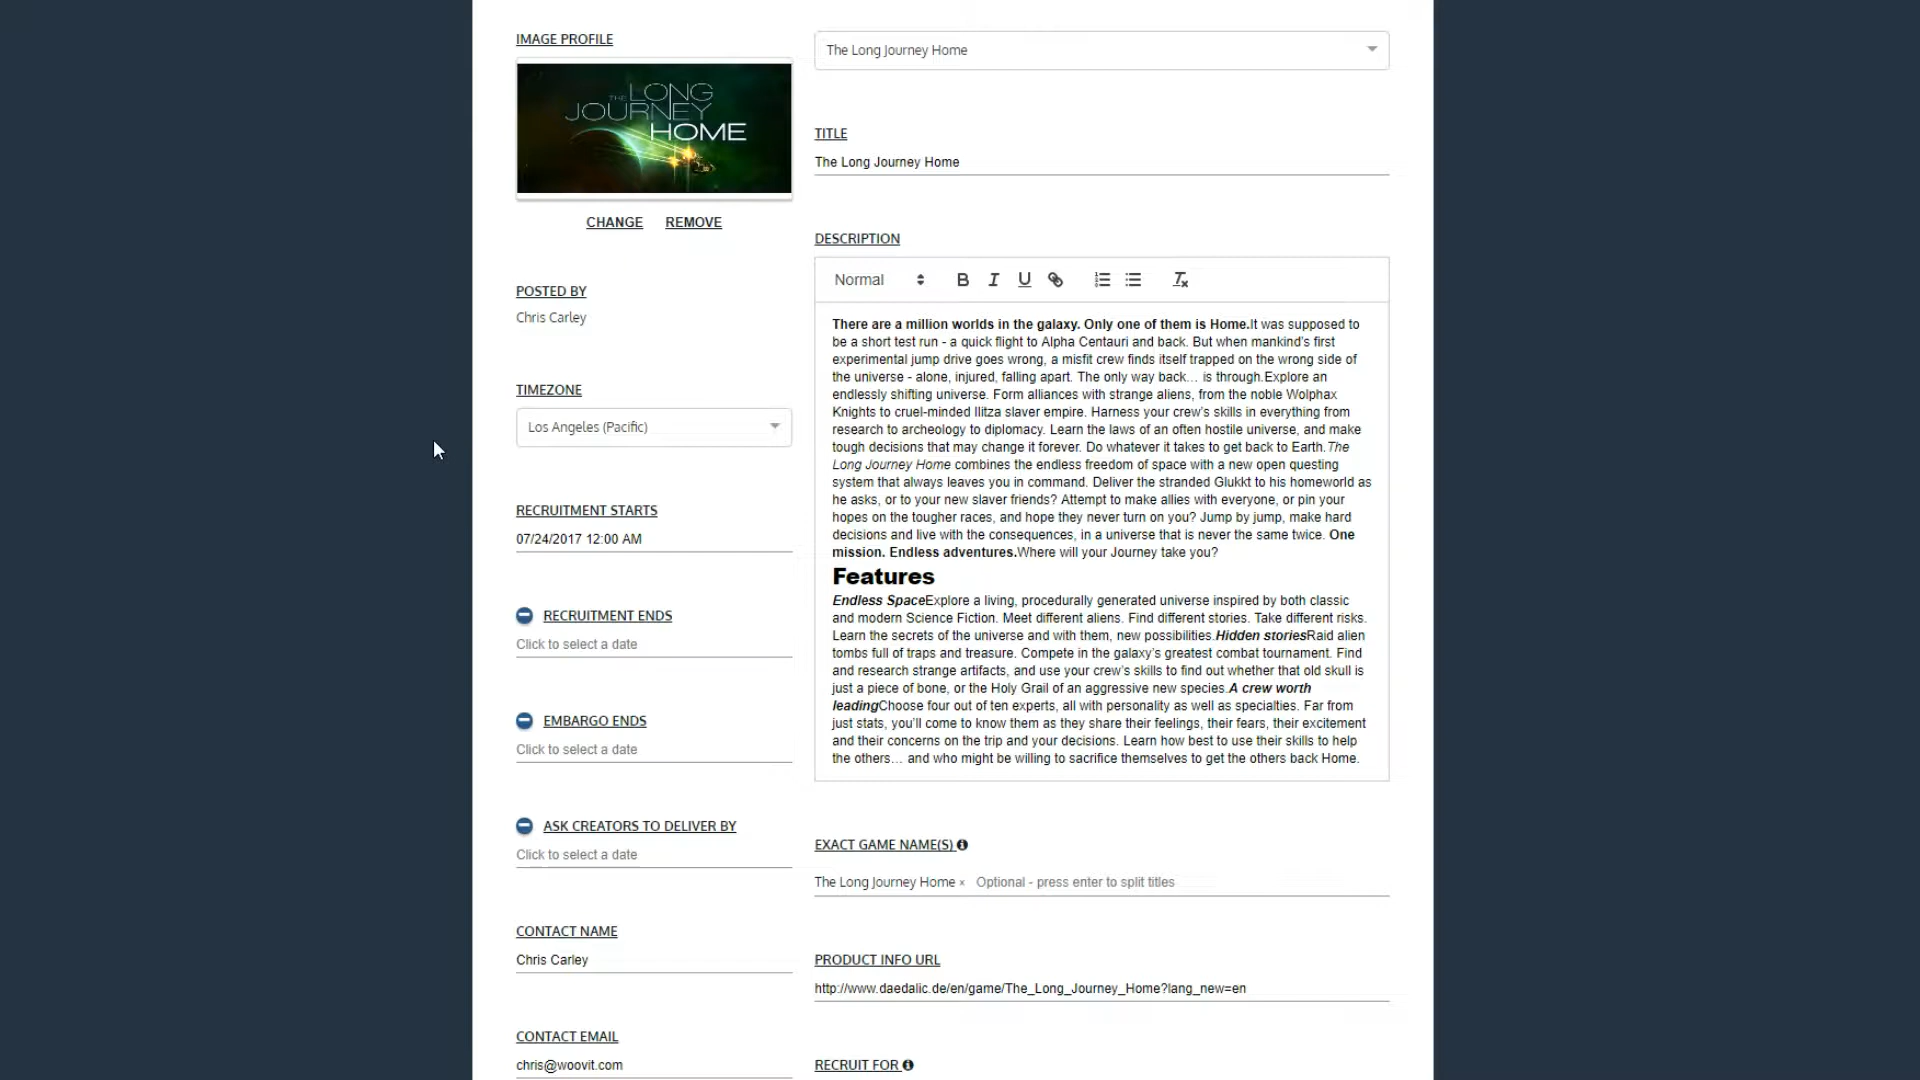 IMAGE PROFILE
THE LONG
JOURNEY
HOME
CHANGE REMOVE
POSTED BY
Chris Carley
TIMEZONE
Los Angeles (Pacific)
RECRUITMENT STARTS
07/24/2017 12:00 AM
RECRUITMENT ENDS
Click to select a date
EMBARGO ENDS
Click to select a date
ASK CREATORS TO DELIVER BY
Click to select a date
CONTACT NAME
Chris Carley
CONTACT EMAIL
chris@woovit.com
The Long Journey Home
TITLE
The Long Journey Home
DESCRIPTION
Normal B I U Tx
There are a million worlds in the galaxy. Only one of them is Home.It was supposed to
be a short test run - a quick flight to Alpha Centauri and back. But when mankind's first
experimental jump drive goes wrong, a misfit crew finds itself trapped on the wrong side of
the universe - alone, injured, falling apart. The only way back… is through.Explore an
endlessly shifting universe. Form alliances with strange aliens, from the noble Wolphax
Knights to cruel-minded Ilitza slaver empire. Harness your crew's skills in everything from
research to archeology to diplomacy. Learn the laws of an often hostile universe, and make
tough decisions that may change it forever. Do whatever it takes to get back to Earth.The
Long Journey Home combines the endless freedom of space with a new open questing
system that always leaves you in command. Deliver the stranded Glukkt to his homeworld as
he asks, or to your new slaver friends? Attempt to make allies with everyone, or pin your
hopes on the tougher races, and hope they never turn on you? Jump by jump, make hard
decisions and live with the consequences, in a universe that is never the same twice. One
mission. Endless adventures.Where will your Journey take you?
Features
Endless SpaceExplore a living, procedurally generated universe inspired by both classic
and modern Science Fiction. Meet different aliens. Find different stories. Take different risks.
Learn the secrets of the universe and with them, new possibilities.Hidden storiesRaid alien
tombs full of traps and treasure. Compete in the galaxy's greatest combat tournament. Find
and research strange artifacts, and use your crew's skills to find out whether that old skull is
just a piece of bone, or the Holy Grail of an aggressive new species.A crew worth
leadingChoose four out of ten experts, all with personality as well as specialties. Far from
just stats, you'll come to know them as they share their feelings, their fears, their excitement
and their concerns on the trip and your decisions. Learn how best to use their skills to help
the others… and who might be willing to sacrifice themselves to get the others back Home.
EXACT GAME NAME(S)
The Long Journey Home × Optional - press enter to split titles
PRODUCT INFO URL
http://www.daedalic.de/en/game/The_Long_Journey_Home?lang_new=en
RECRUIT FOR